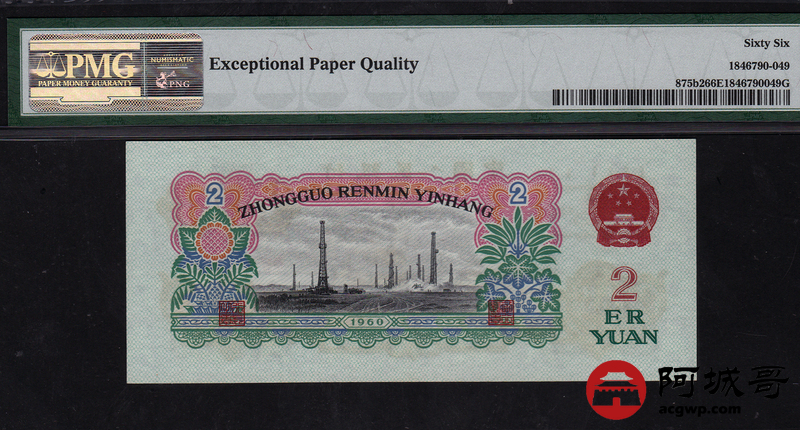 PMG
PAPER MONEY GUARANTY
NUMISMATIC
PNG
Exceptional Paper Quality
Sixty Six
1846790-049
875b266E1846790049G
2
2
ZHONGGUO RENMIN YINHANG
1960
2
ER
YUAN
阿城哥
acgwp.com